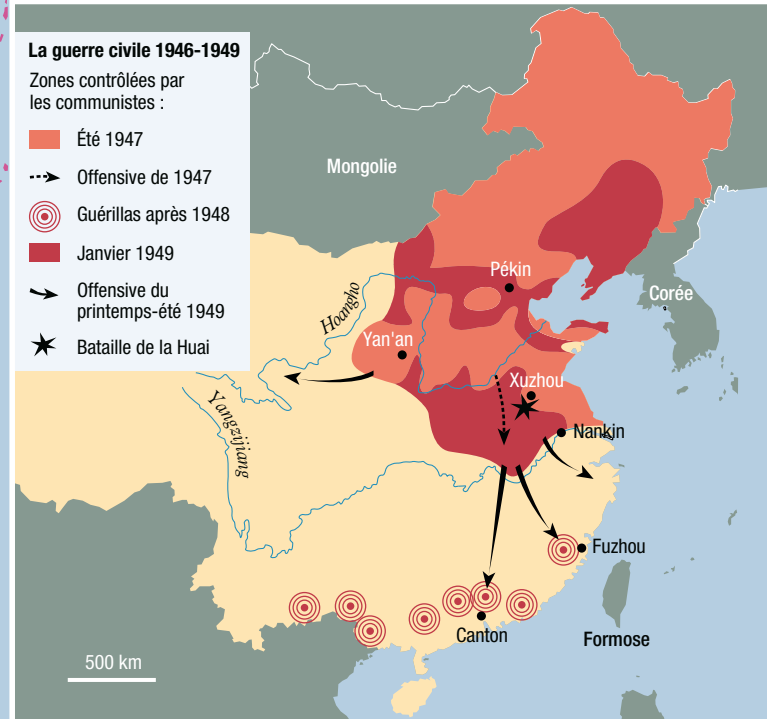 La guerre civile 1946-1949
Zones contrôlées par
les communistes :
Été 1947
Offensive de 1947
Guérillas après 1948
Janvier 1949
Offensive du
printemps-été 1949
Bataille de la Huai
Mongolie
Pékin
Corée
Hoangho
Yan'an
Xuzhou
Yangzijiang
Nankin
Fuzhou
Canton
Formose
500 km